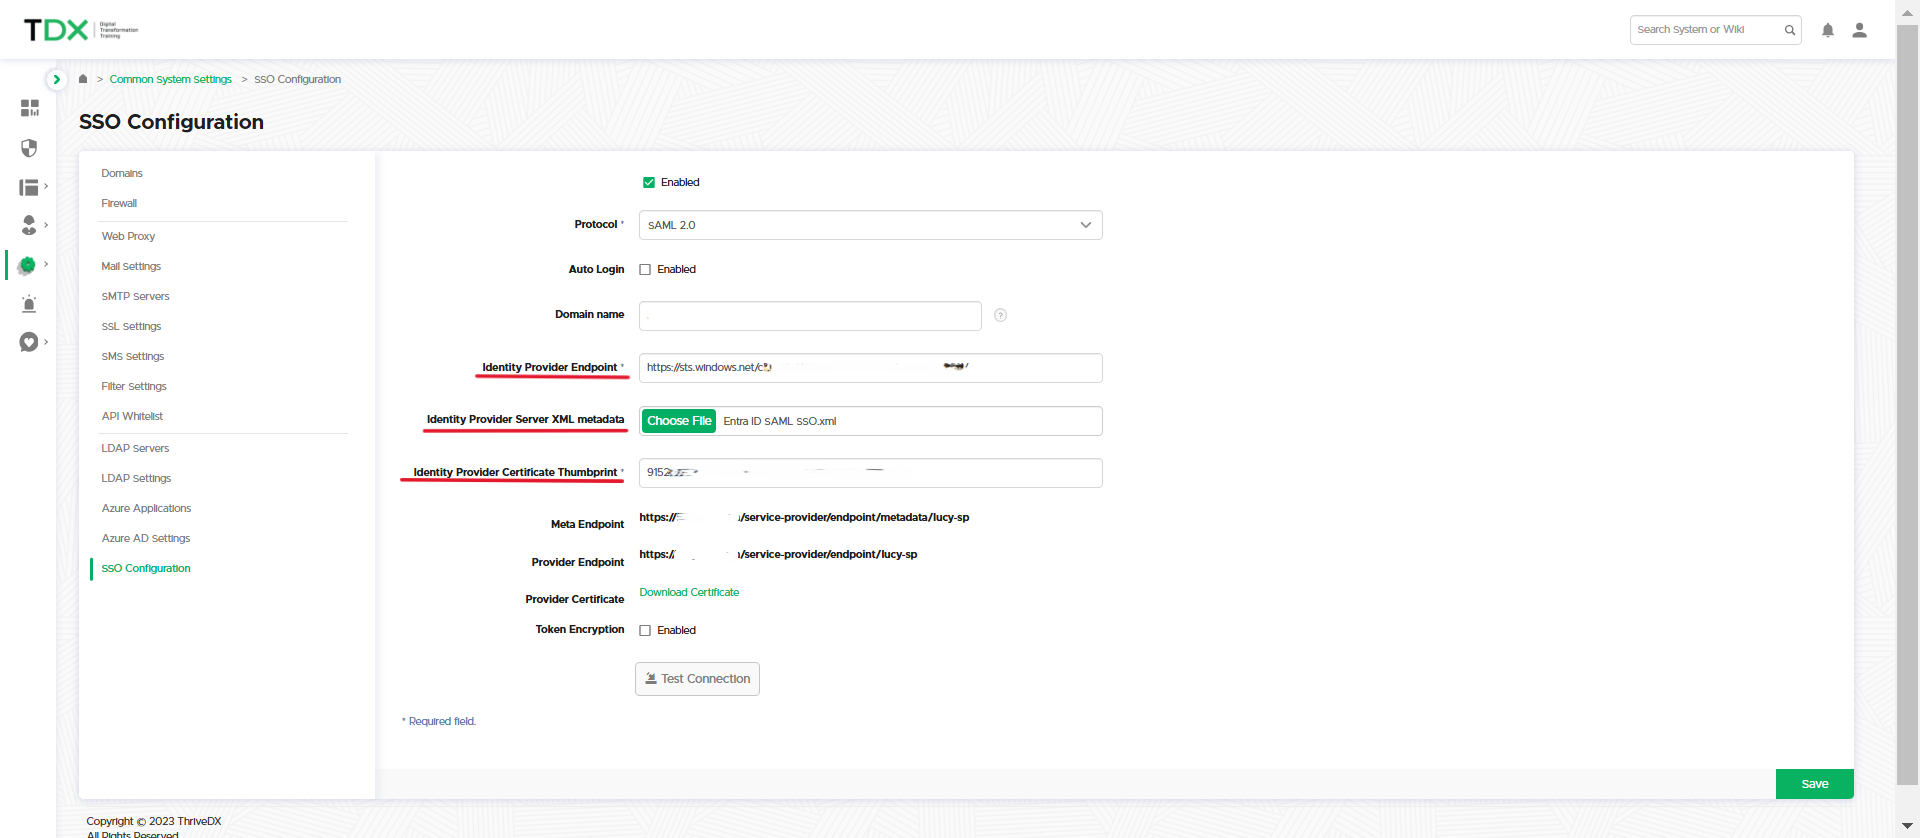 TDX
Digital
Transformation
Training
Search System or Wiki
> Common System Settings > SSO Configuration
SSO Configuration
Domains
Firewall
Web Proxy
Mail Settings
SMTP Servers
SSL Settings
SMS Settings
Filter Settings
API Whitelist
LDAP Servers
LDAP Settings
Azure Applications
Azure AD Settings
SSO Configuration
Enabled
Protocol * SAML 2.0
Auto Login Enabled
Domain name ?
Identity Provider Endpoint * https://sts.windows.net/c
Identity Provider Server XML metadata Choose File Entra ID SAML SSO.xml
Identity Provider Certificate Thumbprint * 9152
Meta Endpoint https:// /service-provider/endpoint/metadata/lucy-sp
Provider Endpoint https:// /service-provider/endpoint/lucy-sp
Provider Certificate Download Certificate
Token Encryption Enabled
Test Connection
* Required field.
Save
Copyright © 2023 ThriveDX
All Rights Reserved